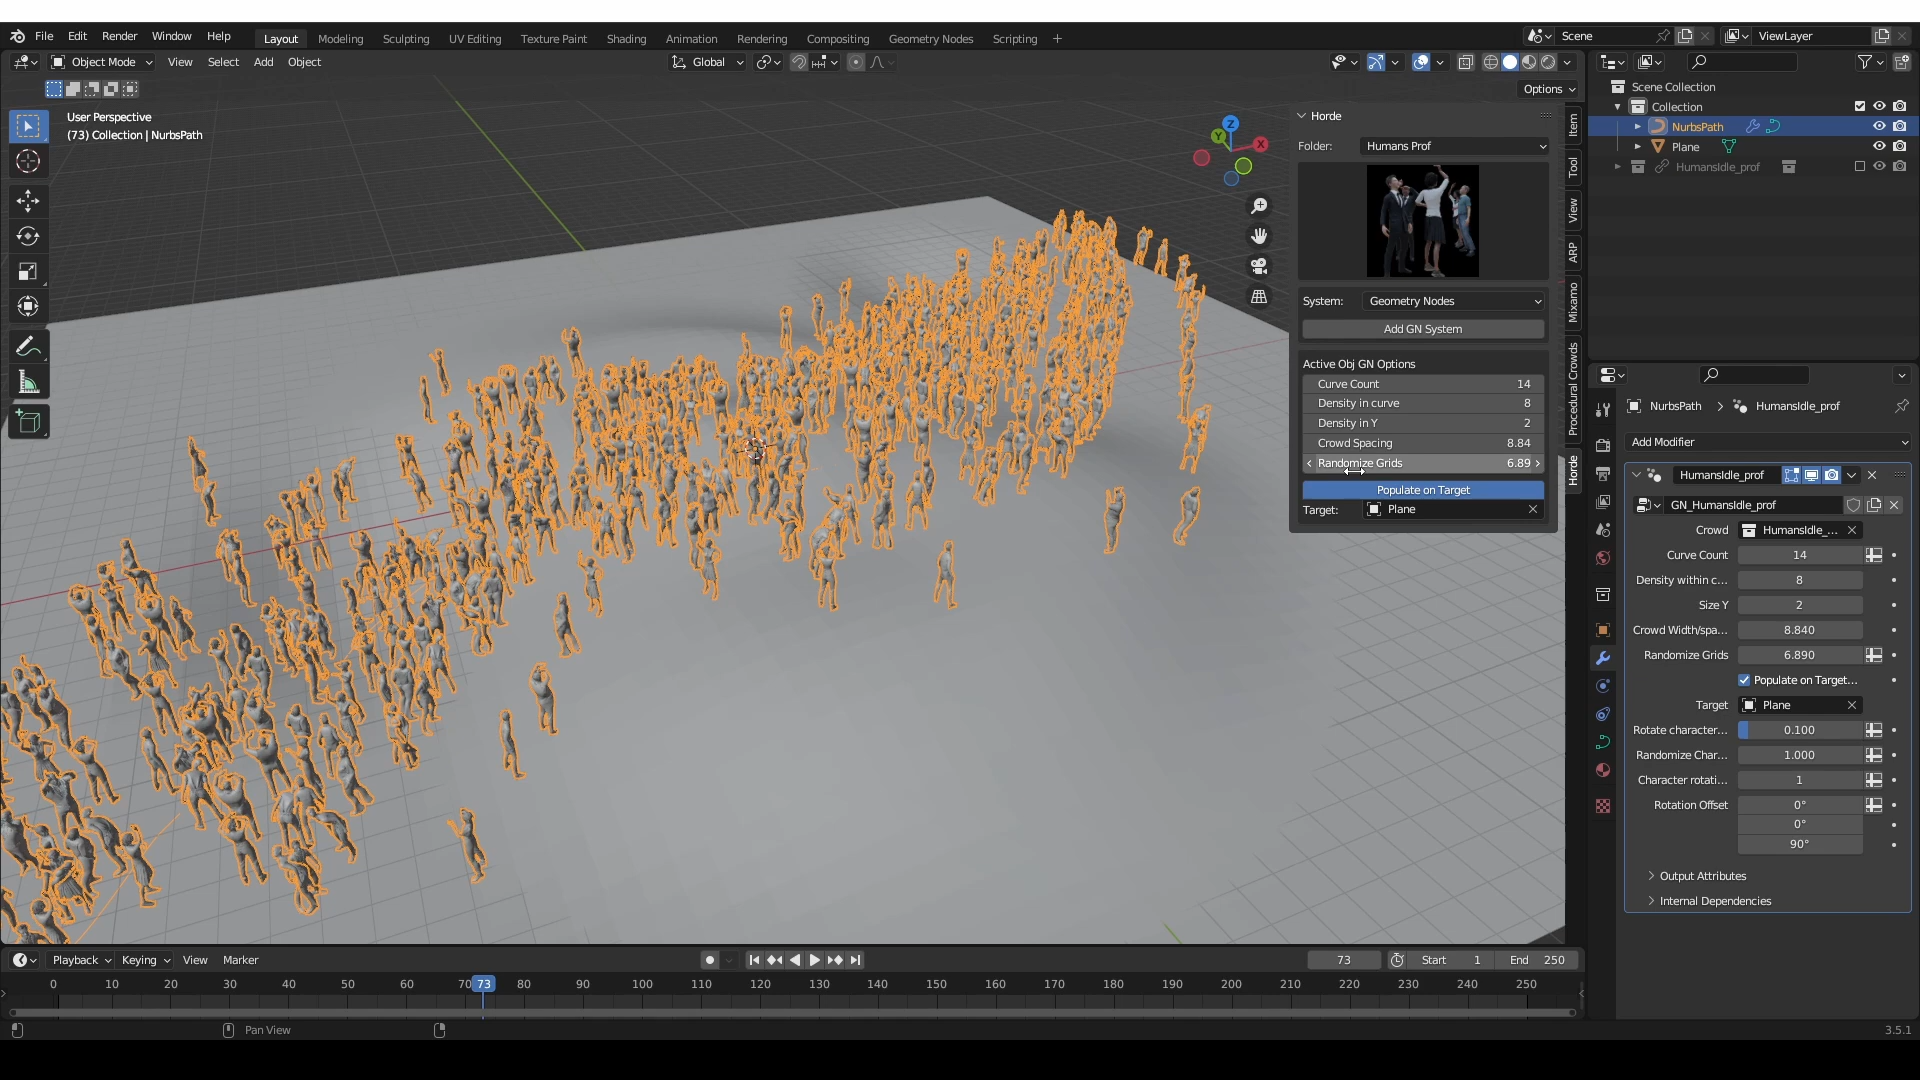 File Edit Render Window Help Layout Modeling Sculpting UV Editing Texture Paint Shading Animation Rendering Compositing Geometry Nodes Scripting + Scene ViewLayer
Object Mode View Select Add Object Global
Options
User Perspective
(73) Collection | NurbsPath
Z
Y
X
Horde
Folder: Humans Prof
System: Geometry Nodes
Add GN System
Active Obj GN Options
Curve Count 14
Density in curve 8
Density in Y 2
Crowd Spacing 8.84
Randomize Grids 6.89
Populate on Target
Target: Plane
Item
Tool
View
ARP
Mixamo
Procedural Crowds
Horde
Scene Collection
Collection
NurbsPath
Plane
HumansIdle_prof
NurbsPath > HumansIdle_prof
Add Modifier
HumansIdle_prof
GN_HumansIdle_prof
Crowd HumansIdle_...
Curve Count 14
Density within c... 8
Size Y 2
Crowd Width/spa... 8.840
Randomize Grids 6.890
Populate on Target...
Target Plane
Rotate character... 0.100
Randomize Char... 1.000
Character rotati... 1
Rotation Offset 0°
0°
90°
Output Attributes
Internal Dependencies
Playback Keying View Marker 73 Start 1 End 250
0 10 20 30 40 50 60 70 73 80 90 100 110 120 130 140 150 160 170 180 190 200 210 220 230 240 250
Pan View
3.5.1